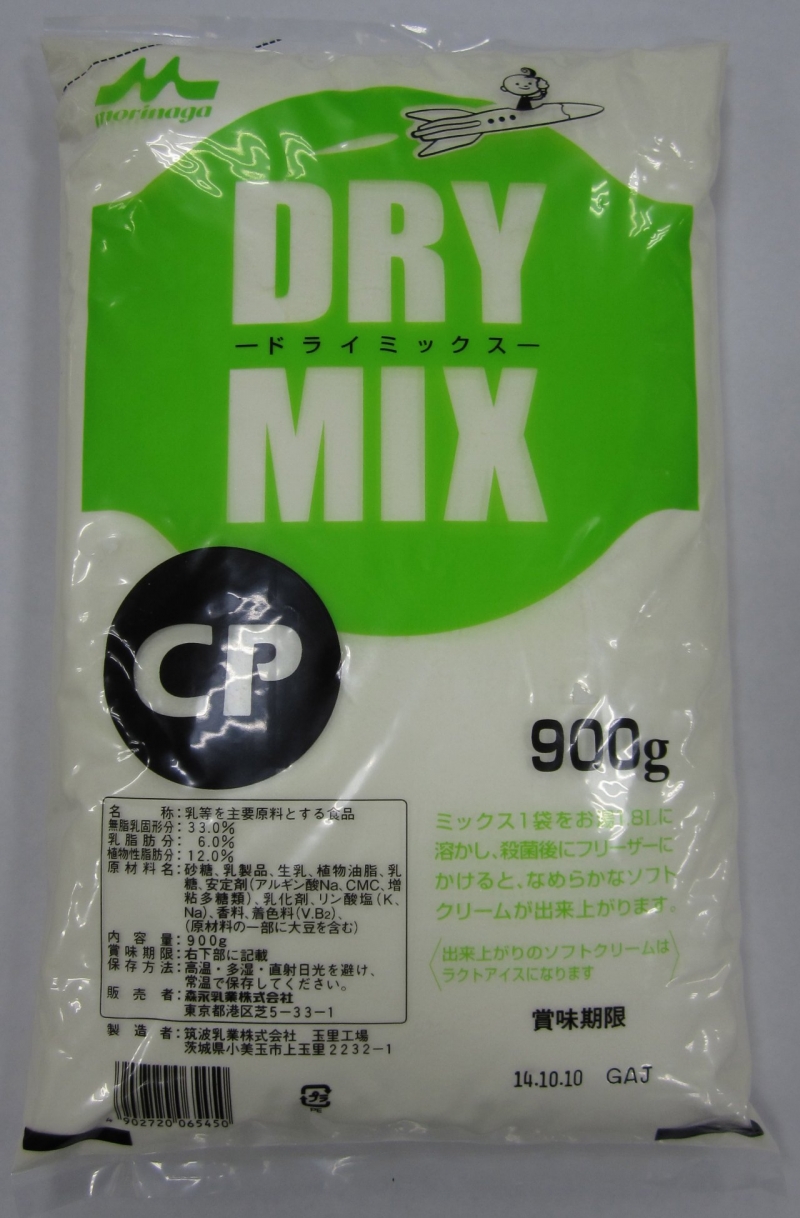 morinaga
DRY
ードライミックスー
MIX
CP
900g
名称：乳等を主要原料とする食品
無脂乳固形分：33.0%
乳脂肪分：6.0%
植物性脂肪分：12.0%
原材料名：砂糖、乳製品、生乳、植物油脂、乳
糖、安定剤(アルギン酸Na、CMC、増
粘多糖類)、乳化剤、リン酸塩(K、
Na)、香料、着色料(V.B2)、
(原材料の一部に大豆を含む)
内容量：900g
賞味期限：右下部に記載
保存方法：高温・多湿・直射日光を避け、
常温で保存してください。
販売者：森永乳業株式会社
東京都港区芝5-33-1
製造者：筑波乳業株式会社 玉里工場
茨城県小美玉市上玉里2232-1
ミックス1袋をお 1.8Lに
溶かし、殺菌後にフリーザーに
かけると、なめらかなソフト
クリームが出来上がります。
〈出来上がりのソフトクリームは
ラクトアイスになります〉
賞味期限
14.10.10 GAJ
4 902720 065450
プラ
PE